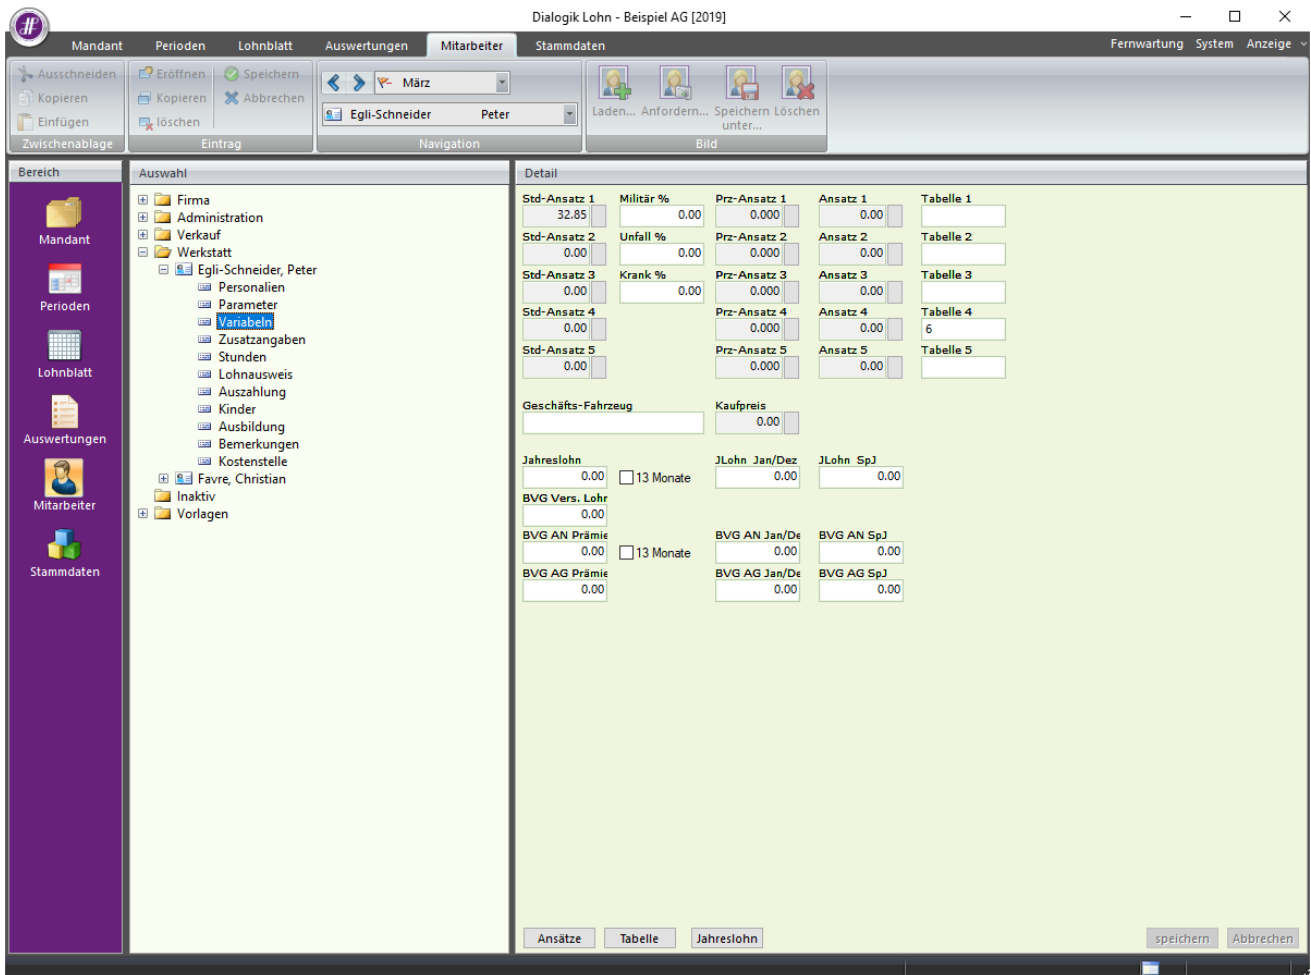 Dialogik Lohn - Beispiel AG [2019]
Mandant Perioden Lohnblatt Auswertungen Mitarbeiter Stammdaten Fernwartung System Anzeige
Ausschneiden Eröffnen Speichern
Kopieren Kopieren Abbrechen
Einfügen löschen
Zwischenablage Eintrag
März
Egli-Schneider Peter
Navigation
Laden... Anfordern... Speichern unter... Löschen
Bild
Bereich
Mandant
Perioden
Lohnblatt
Auswertungen
Mitarbeiter
Stammdaten
Auswahl
Firma
Administration
Verkauf
Werkstatt
Egli-Schneider, Peter
Personalien
Parameter
Variabeln
Zusatzangaben
Stunden
Lohnausweis
Auszahlung
Kinder
Ausbildung
Bemerkungen
Kostenstelle
Favre, Christian
Inaktiv
Vorlagen
Detail
Std-Ansatz 1 Militär % Prz-Ansatz 1 Ansatz 1 Tabelle 1
32.85 0.00 0.000 0.00
Std-Ansatz 2 Unfall % Prz-Ansatz 2 Ansatz 2 Tabelle 2
0.00 0.00 0.000 0.00
Std-Ansatz 3 Krank % Prz-Ansatz 3 Ansatz 3 Tabelle 3
0.00 0.00 0.000 0.00
Std-Ansatz 4 Prz-Ansatz 4 Ansatz 4 Tabelle 4
0.00 0.000 0.00 6
Std-Ansatz 5 Prz-Ansatz 5 Ansatz 5 Tabelle 5
0.00 0.000 0.00
Geschäfts-Fahrzeug Kaufpreis
0.00
Jahreslohn JLohn Jan/Dez JLohn SpJ
0.00 13 Monate 0.00 0.00
BVG Vers. Lohr
0.00
BVG AN Prämie BVG AN Jan/De BVG AN SpJ
0.00 13 Monate 0.00 0.00
BVG AG Prämie BVG AG Jan/De BVG AG SpJ
0.00 0.00 0.00
Ansätze Tabelle Jahreslohn speichern Abbrechen